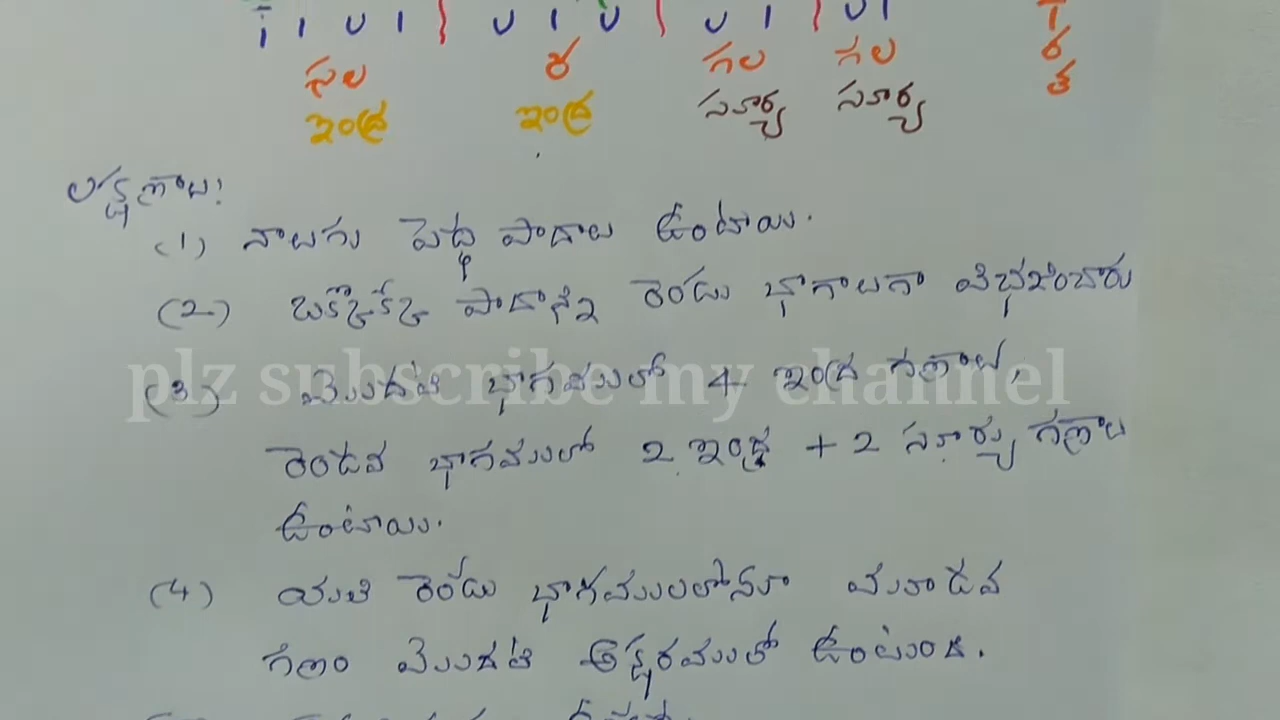 I I U I } U I U } U I } U I
సల ర గల గల ర
ఇంద్ర ఇంద్ర సూర్య సూర్య త
లక్షణాలు:
(1) నాలుగు పెద్ద పాదాలు ఉంటాయి.
(2) ఒక్కొక్క పాదాన్ని రెండు భాగాలుగా విభజించారు
(3) మొదటి భాగములో 4 ఇంద్ర గణాలు,
రెండవ భాగములో 2 ఇంద్ర + 2 సూర్య గణాలు
ఉంటాయి.
(4) యతి రెండు భాగములలోనూ మూడవ
గణం మొదటి అక్షరములో ఉంటుంది.
plz subscribe my channel